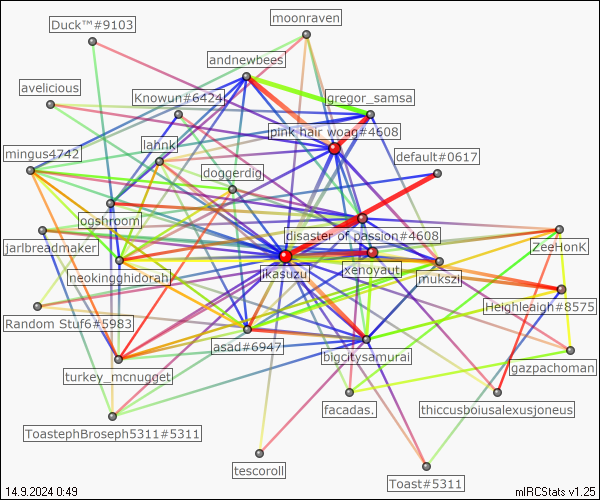 Duck™#9103
moonraven
andnewbees
avelicious
Knowun#6424
gregor_samsa
pink hair woag#4608
mingus4742
lahnk
default#0617
doggerdig
ogshroom
disaster of passion#4608
jarlbreadmaker
ZeeHonK
neokingghidorah
jkasuzu
xenoyaut
mukszi
Heighleaigh#8575
Random Stuf6#5983
asad#6947
bigcitysamurai
gazpachoman
turkey_mcnugget
facadas.
thiccusboiusalexusjoneus
ToastephBroseph5311#5311
tescoroll
Toast#5311
14.9.2024 0:49
mIRCStats v1.25